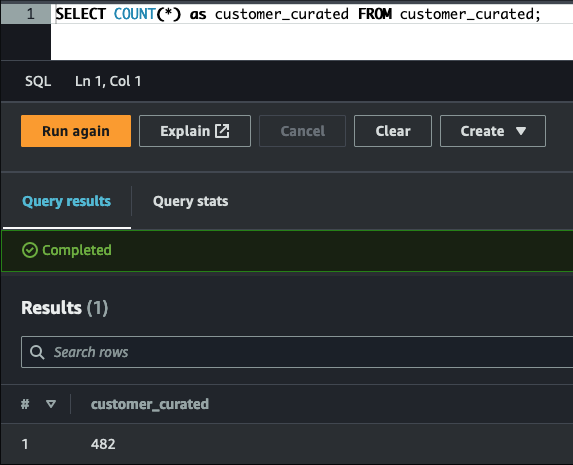 1 SELECT COUNT(*) as customer_curated FROM customer_curated;
SQL Ln 1, Col 1
Run again Explain Cancel Clear Create
Query results Query stats
Completed
Results (1)
Search rows
# customer_curated
1 482